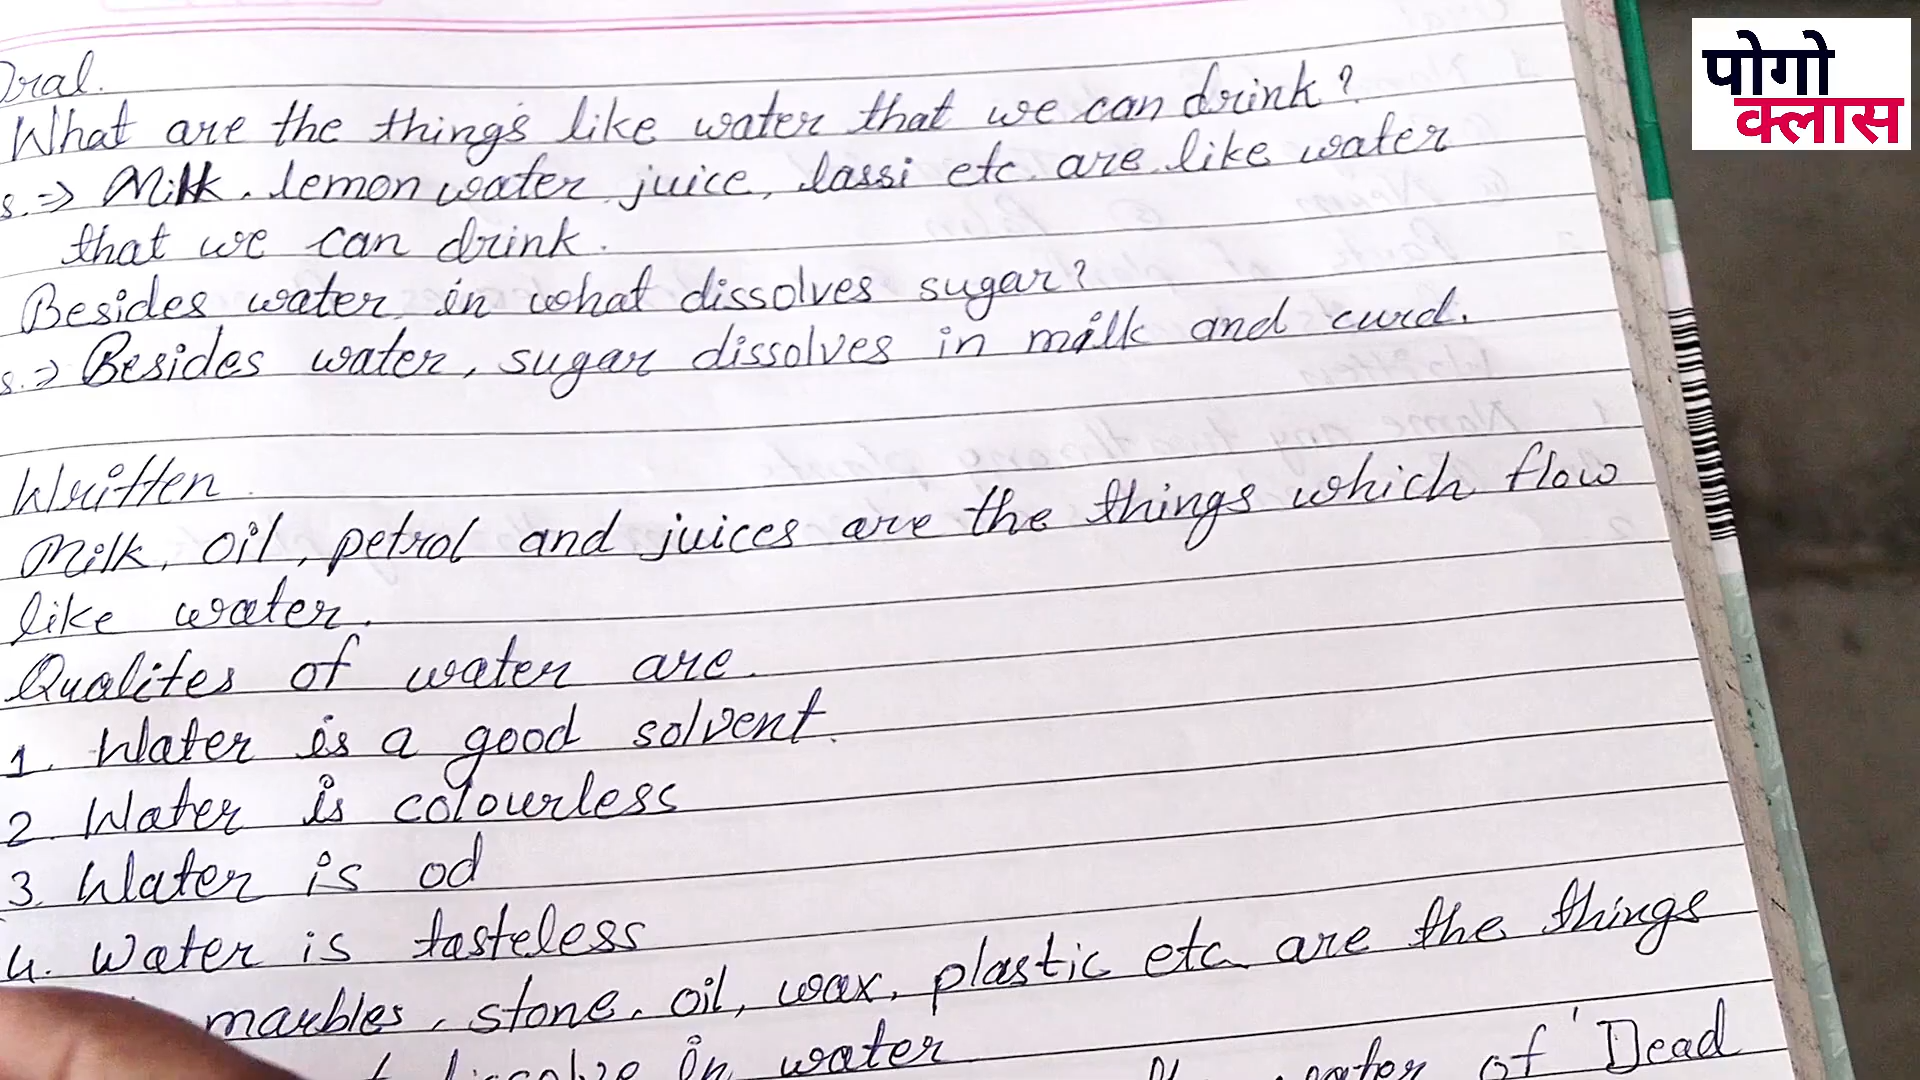 Oral.
What are the things like water that we can drink?
s. => Milk, lemon water, juice, lassi etc. are like water
that we can drink.
Besides water in what dissolves sugar?
s. => Besides water, sugar dissolves in milk and curd.
Written
Milk, oil, petrol and juices are the things which flow
like water.
Qualites of water are.
1. Water is a good solvent.
2. Water is colourless
3. Water is od
4. Water is tasteless
marbles, stone, oil, wax, plastic etc are the things
in water
water of 'Dead
पोगो
क्लास